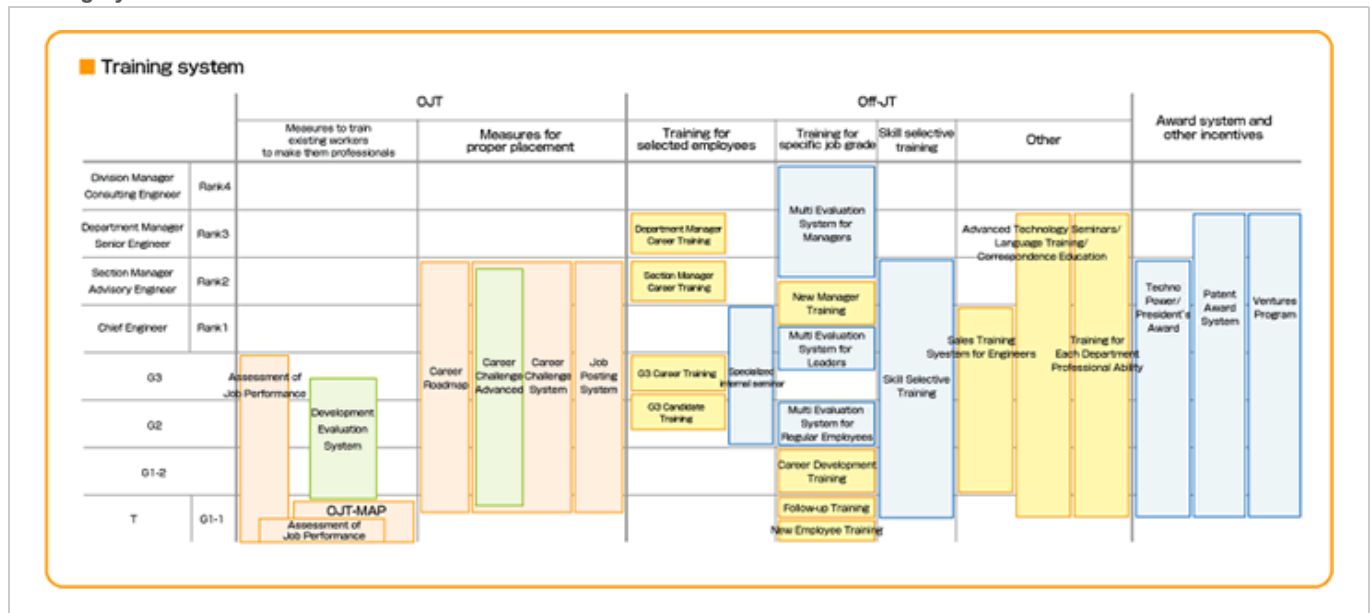 Training system
OJT
Off-JT
Award system and
other incentives
Measures to train
existing workers
to make them professionals
Measures for
proper placement
Training for
selected employees
Training for
specific job grade
Skill selective
training
Other
Division Manager
Consulting Engineer
Rank4
Department Manager
Senior Engineer
Rank3
Section Manager
Advisory Engineer
Rank2
Chief Engineer
Rank1
G3
G2
G1-2
T
G1-1
Assessment of
Job Performance
Development
Evaluation
System
OJT-MAP
Assessment of
Job Performance
Career
Roadmap
Career
Challenge
Advanced
Career
Challenge
System
Job
Posting
System
Department Manager
Career Training
Section Manager
Career Training
G3 Career Training
G3 Candidate
Training
Specialized
internal seminar
Multi Evaluation
System for
Managers
New Manager
Training
Multi Evaluation
System for
Leaders
Multi Evaluation
System for
Regular Employees
Career Development
Training
Follow-up Training
New Employee Training
Skill Selective
Training
Advanced Technology Seminars/
Language Training/
Correspondence Education
Sales Training
Syestem for Engineers
Training for
Each Department
Professional Ability
Techno
Power/
President's
Award
Patent
Award
System
Ventures
Program